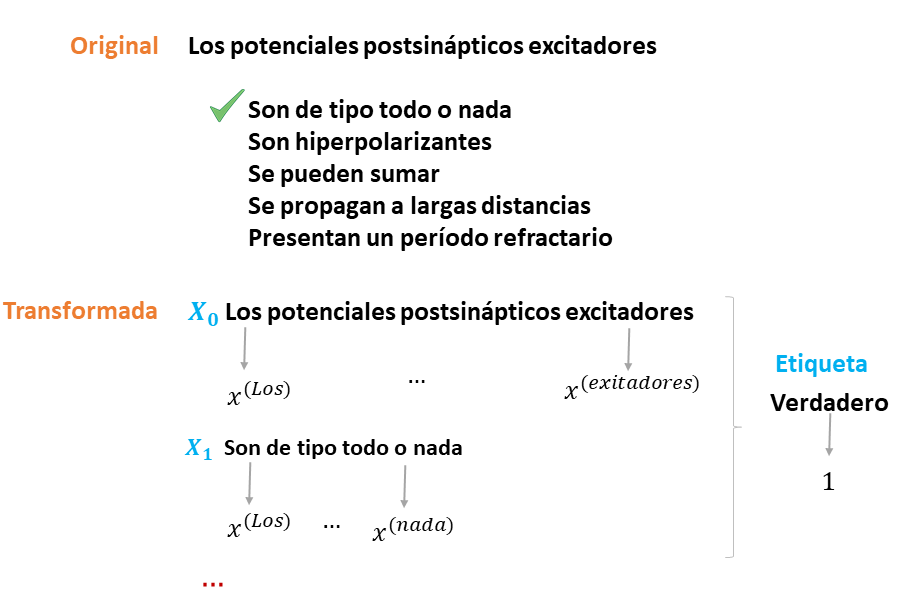 Original Los potenciales postsinápticos excitadores
Son de tipo todo o nada
Son hiperpolarizantes
Se pueden sumar
Se propagan a largas distancias
Presentan un período refractario
Transformada X₀ Los potenciales postsinápticos excitadores
x^(Los) ... x^(exitadores)
Etiqueta
Verdadero
X₁ Son de tipo todo o nada
1
x^(Los) ... x^(nada)
...